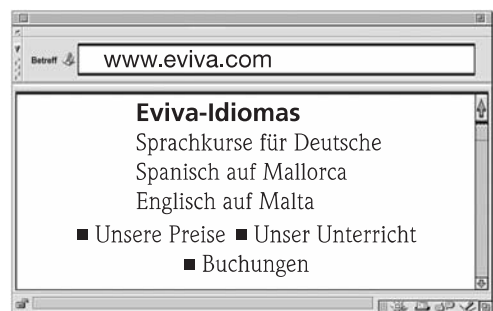 Betreff www.eviva.com
Eviva-Idiomas
Sprachkurse für Deutsche
Spanisch auf Mallorca
Englisch auf Malta
■ Unsere Preise ■ Unser Unterricht
■ Buchungen